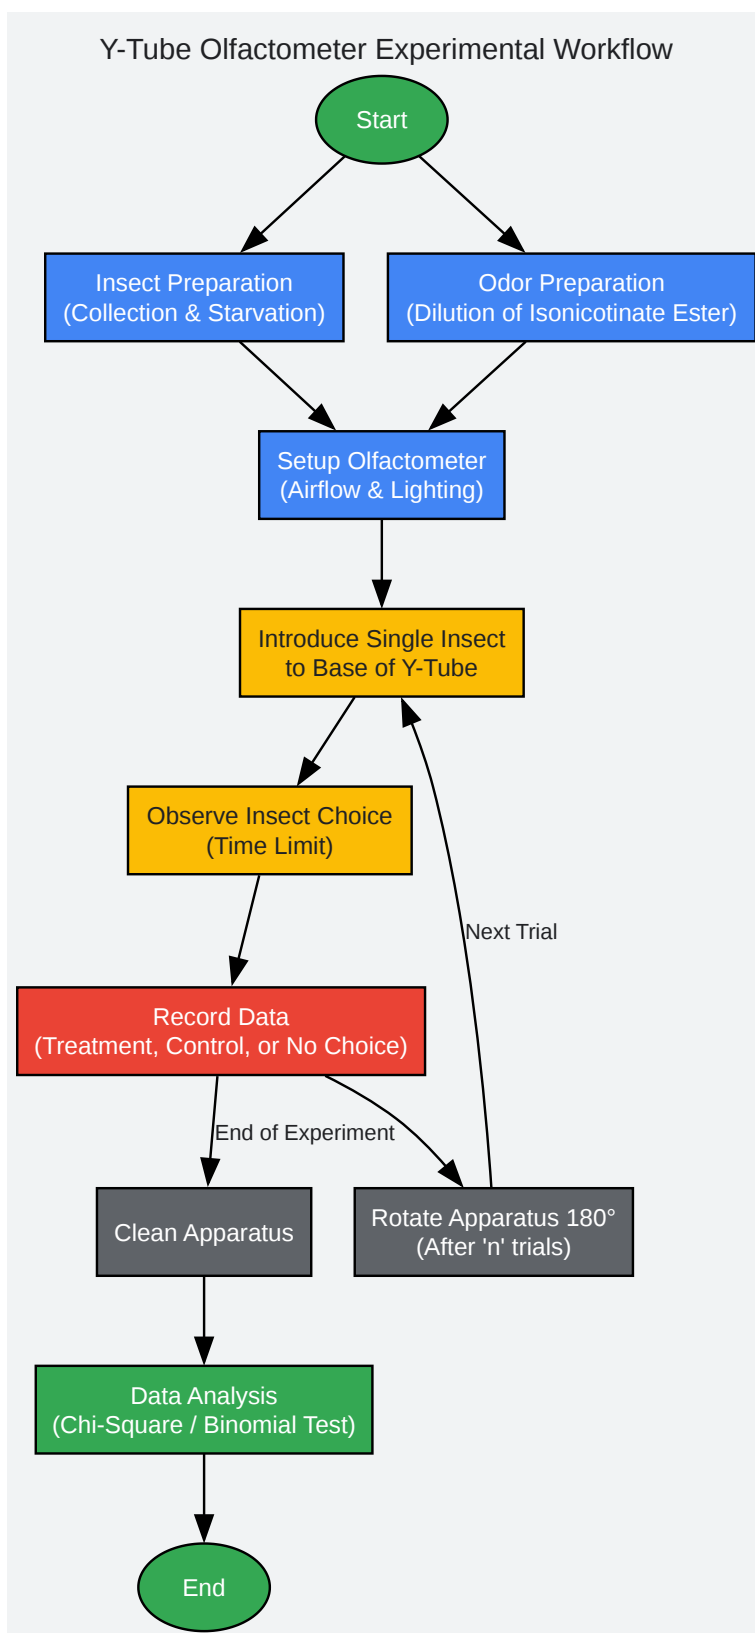 Y-Tube Olfactometer Experimental Workflow
Start
Insect Preparation
(Collection & Starvation)
Odor Preparation
(Dilution of Isonicotinate Ester)
Setup Olfactometer
(Airflow & Lighting)
Introduce Single Insect
to Base of Y-Tube
Observe Insect Choice
(Time Limit)
Next Trial
Record Data
(Treatment, Control, or No Choice)
End of Experiment
Clean Apparatus
Rotate Apparatus 180°
(After 'n' trials)
Data Analysis
(Chi-Square / Binomial Test)
End